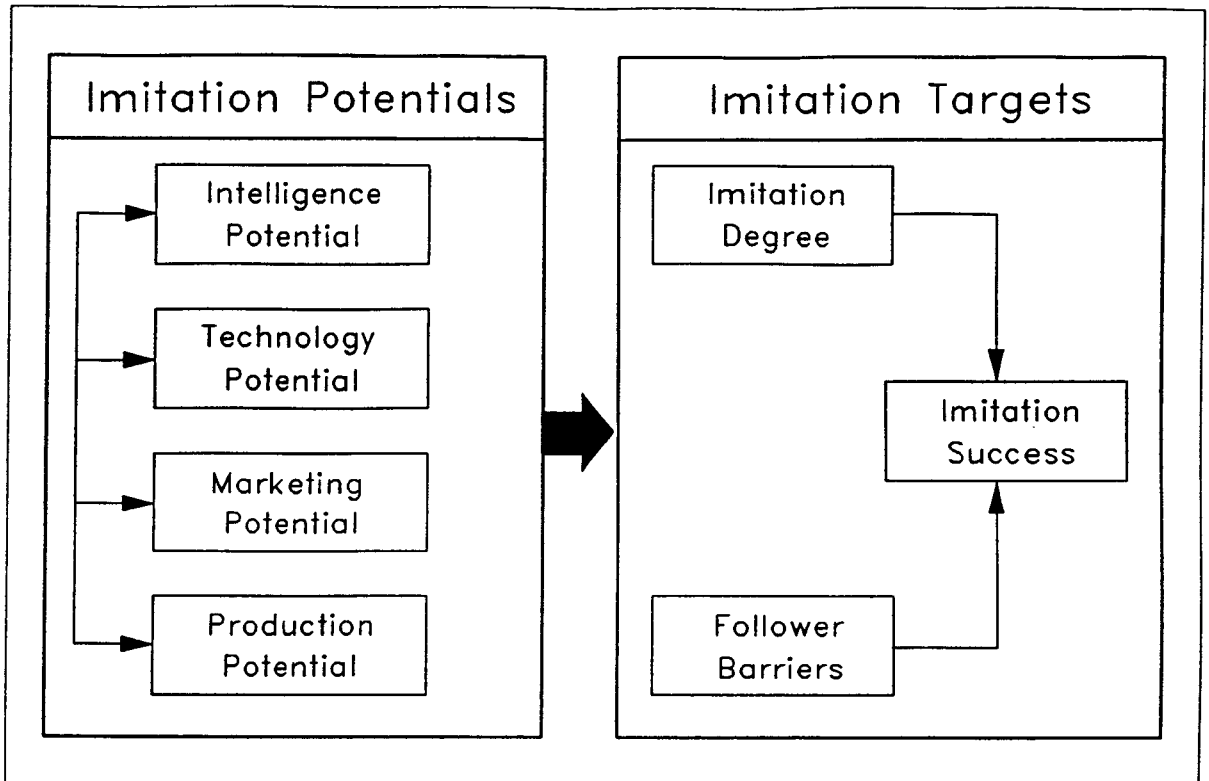 Imitation Potentials
Intelligence
Potential
Technology
Potential
Marketing
Potential
Production
Potential
Imitation Targets
Imitation
Degree
Imitation
Success
Follower
Barriers